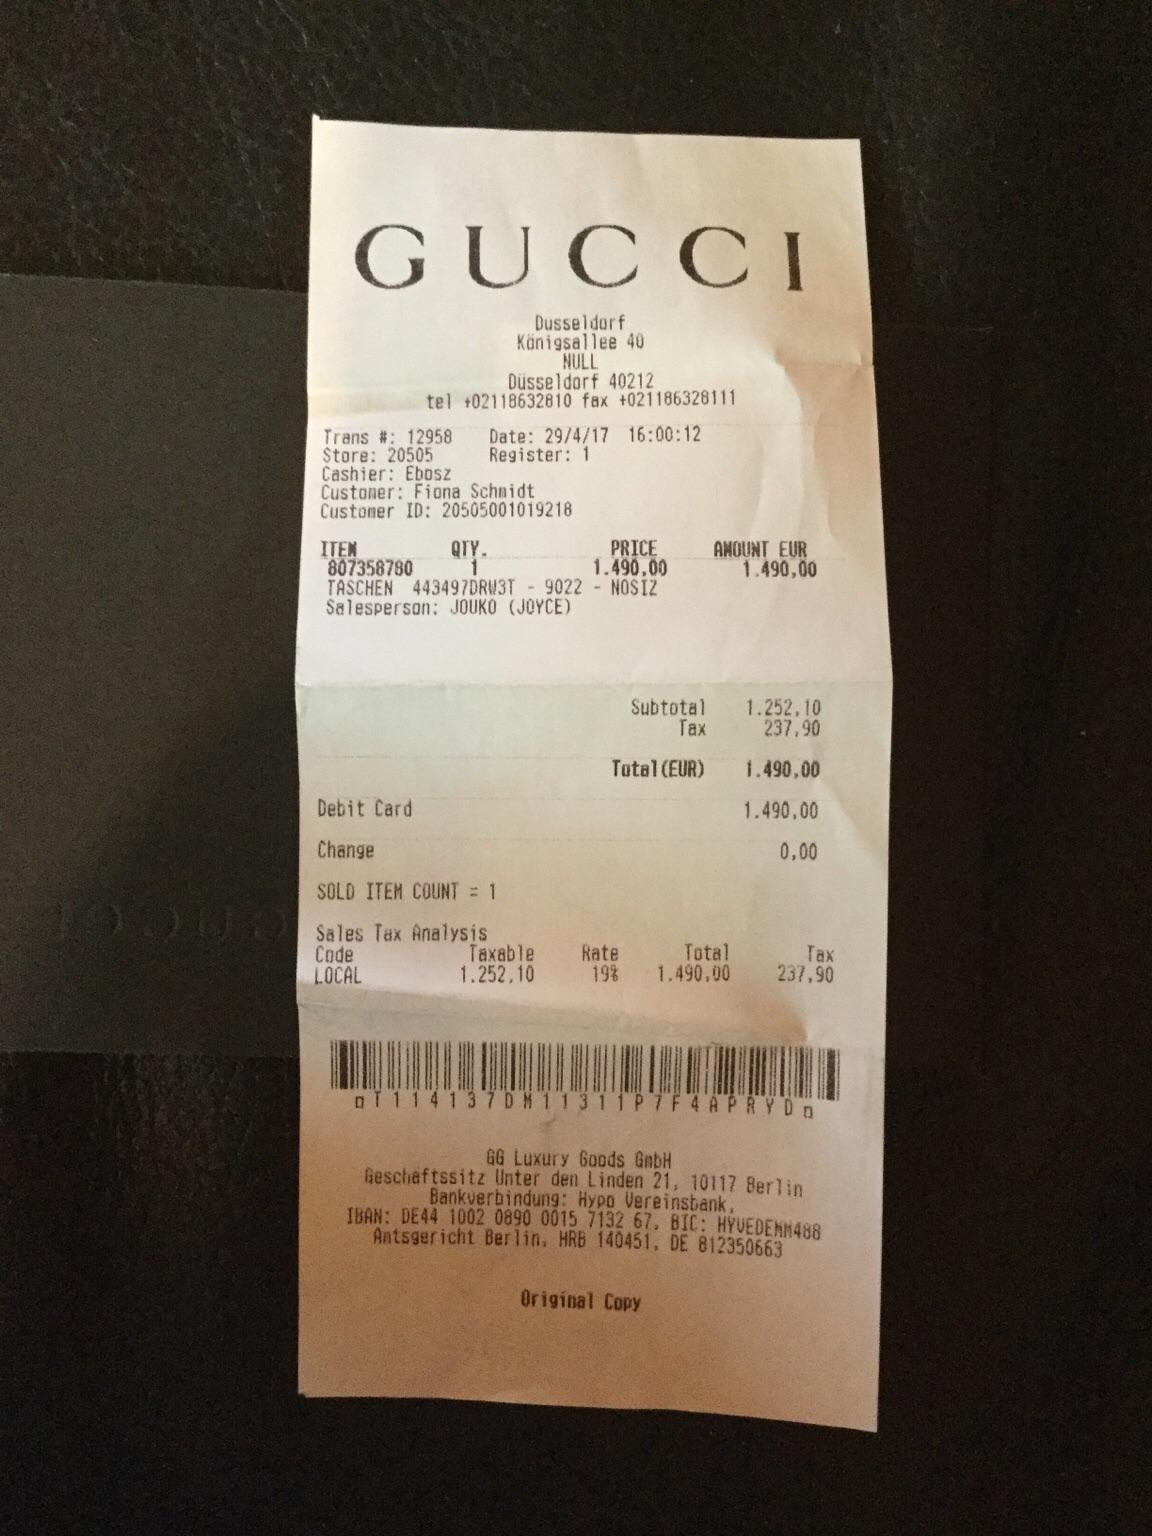 GUCCI
Dusseldorf
Königsallee 40
NULL
Düsseldorf 40212
tel +02118632810 fax +021186328111
Trans #: 12958 Date: 29/4/17 16:00:12
Store: 20505 Register: 1
Cashier: Ebosz
Customer: Fiona Schmidt
Customer ID: 20505001019218
ITEM QTY. PRICE AMOUNT EUR
807358780 1 1.490,00 1.490,00
TASCHEN 443497DRW3T - 9022 - NOSIZ
Salesperson: JOUKO (JOYCE)
Subtotal 1.252,10
Tax 237,90
Total(EUR) 1.490,00
Debit Card 1.490,00
Change 0,00
SOLD ITEM COUNT = 1
Sales Tax Analysis
Code Taxable Rate Total Tax
LOCAL 1.252,10 19% 1.490,00 237,90
T114137DM11311P7F4APRYD
GG Luxury Goods GmbH
Geschäftssitz Unter den Linden 21, 10117 Berlin
Bankverbindung: Hypo Vereinsbank,
IBAN: DE44 1002 0890 0015 7132 67, BIC: HYVEDEMM488
Amtsgericht Berlin, HRB 140451, DE 812350663
Original Copy
GUCCI